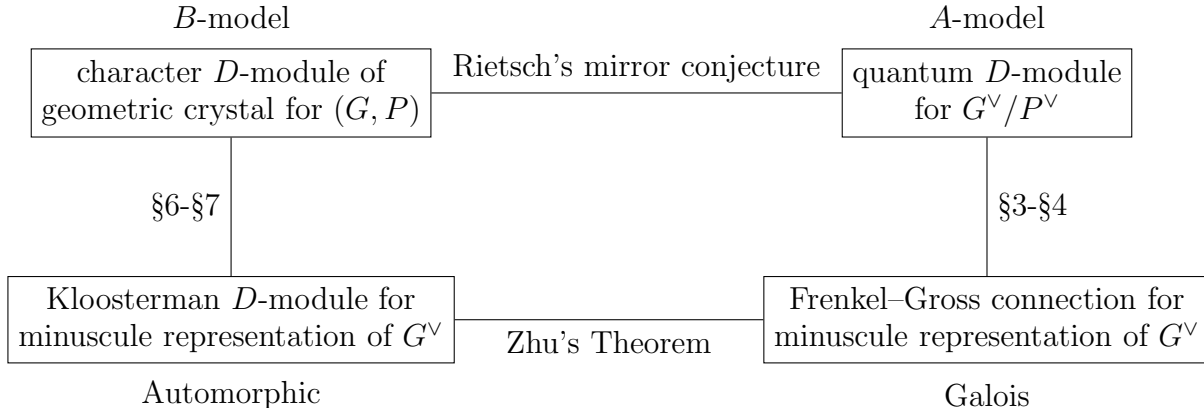 B-model
A-model
character D-module of
geometric crystal for (G, P)
Rietsch's mirror conjecture
quantum D-module
for G^∨/P^∨
§6-§7
§3-§4
Kloosterman D-module for
minuscule representation of G^∨
Zhu's Theorem
Frenkel–Gross connection for
minuscule representation of G^∨
Automorphic
Galois